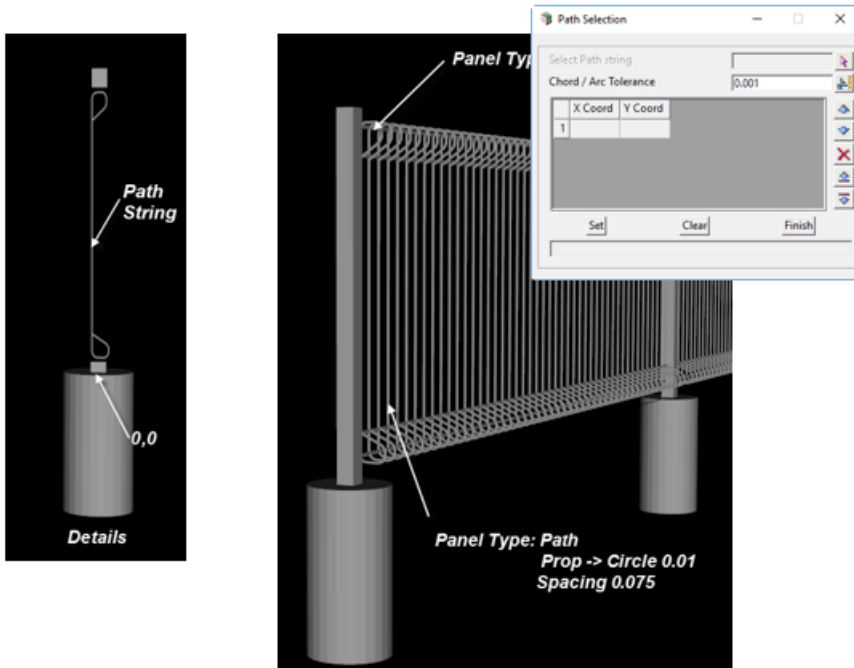 Path
String
0,0
Details
Panel Typ
Panel Type: Path
Prop -> Circle 0.01
Spacing 0.075
Path Selection
Select Path string
Chord / Arc Tolerance 0.001
X Coord Y Coord
1
Set Clear Finish